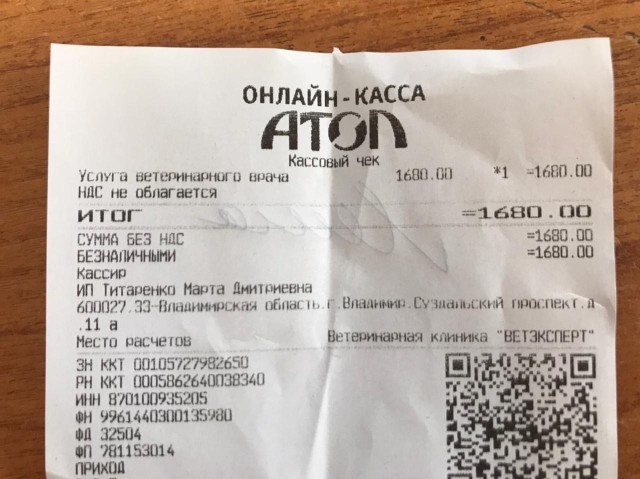 ОНЛАЙН-КАССА
АТОЛ
Кассовый чек
Услуга ветеринарного врача 1680.00 *1 =1680.00
НДС не облагается
ИТОГ =1680.00
СУММА БЕЗ НДС =1680.00
БЕЗНАЛИЧНЫМИ =1680.00
Кассир
ИП Титаренко Марта Дмитриевна
600027,33-Владимирская область,г.Владимир,Суздальский проспект,д
.11 а
Место расчетов Ветеринарная клиника "ВЕТЭКСПЕРТ"
ЗН ККТ 00105727982650
РН ККТ 0005862640038340
ИНН 870100935205
ФН 9961440300135980
ФД 32504
ФП 781153014
ПРИХОД